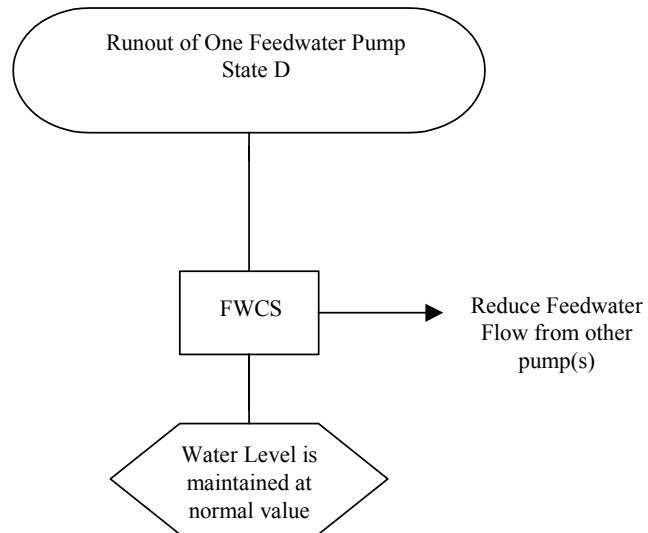 Runout of One Feedwater Pump
State D
FWCS
Reduce Feedwater
Flow from other
pump(s)
Water Level is
maintained at
normal value